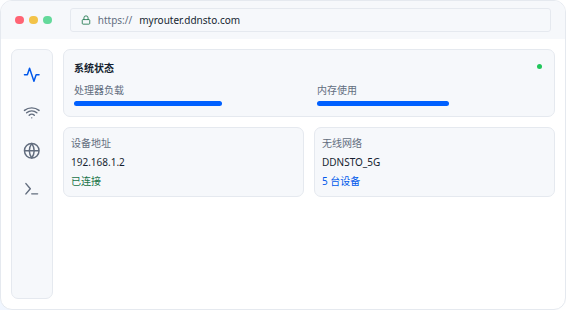 https:// myrouter.ddnsto.com
系统状态
处理器负载
内存使用
设备地址
192.168.1.2
已连接
无线网络
DDNSTO_5G
5 台设备